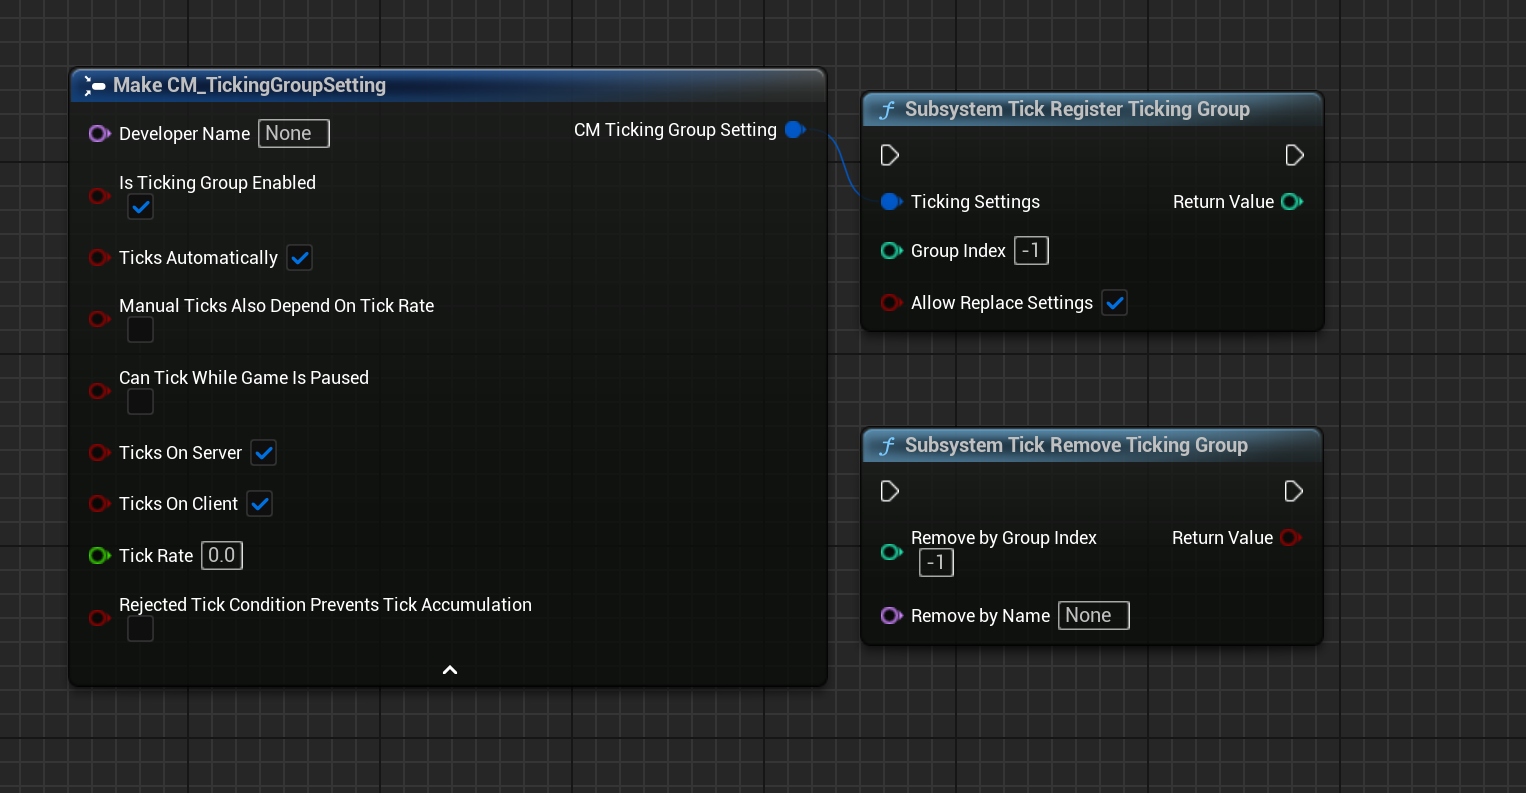 Make CM_TickingGroupSetting
Developer Name None
CM Ticking Group Setting
Is Ticking Group Enabled
Ticks Automatically
Manual Ticks Also Depend On Tick Rate
Can Tick While Game Is Paused
Ticks On Server
Ticks On Client
Tick Rate 0.0
Rejected Tick Condition Prevents Tick Accumulation
Subsystem Tick Register Ticking Group
Ticking Settings
Return Value
Group Index -1
Allow Replace Settings
Subsystem Tick Remove Ticking Group
Remove by Group Index
Return Value
-1
Remove by Name None